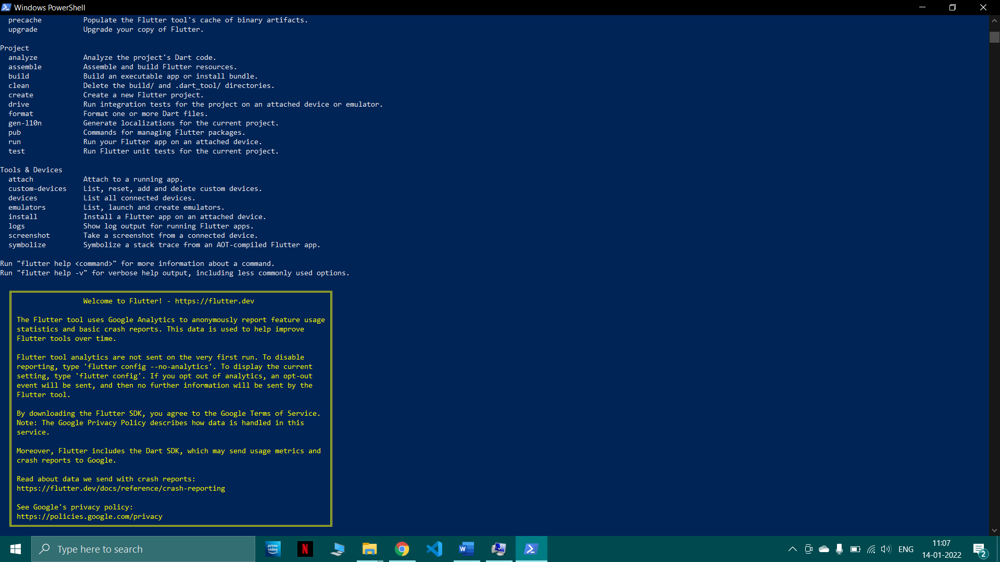 Windows PowerShell
precache Populate the Flutter tool's cache of binary artifacts.
upgrade Upgrade your copy of Flutter.
Project
analyze Analyze the project's Dart code.
assemble Assemble and build Flutter resources.
build Build an executable app or install bundle.
clean Delete the build/ and .dart_tool/ directories.
create Create a new Flutter project.
drive Run integration tests for the project on an attached device or emulator.
format Format one or more Dart files.
gen-l10n Generate localizations for the current project.
pub Commands for managing Flutter packages.
run Run your Flutter app on an attached device.
test Run Flutter unit tests for the current project.
Tools & Devices
attach Attach to a running app.
custom-devices List, reset, add and delete custom devices.
devices List all connected devices.
emulators List, launch and create emulators.
install Install a Flutter app on an attached device.
logs Show log output for running Flutter apps.
screenshot Take a screenshot from a connected device.
symbolize Symbolize a stack trace from an AOT-compiled Flutter app.
Run "flutter help <command>" for more information about a command.
Run "flutter help -v" for verbose help output, including less commonly used options.
Welcome to Flutter! - https://flutter.dev
The Flutter tool uses Google Analytics to anonymously report feature usage
statistics and basic crash reports. This data is used to help improve
Flutter tools over time.
Flutter tool analytics are not sent on the very first run. To disable
reporting, type 'flutter config --no-analytics'. To display the current
setting, type 'flutter config'. If you opt out of analytics, an opt-out
event will be sent, and then no further information will be sent by the
Flutter tool.
By downloading the Flutter SDK, you agree to the Google Terms of Service.
Note: The Google Privacy Policy describes how data is handled in this
service.
Moreover, Flutter includes the Dart SDK, which may send usage metrics and
crash reports to Google.
Read about data we send with crash reports:
https://flutter.dev/docs/reference/crash-reporting
See Google's privacy policy:
https://policies.google.com/privacy
Type here to search
prime
video
N
W
ENG
11:07
14-01-2022
2